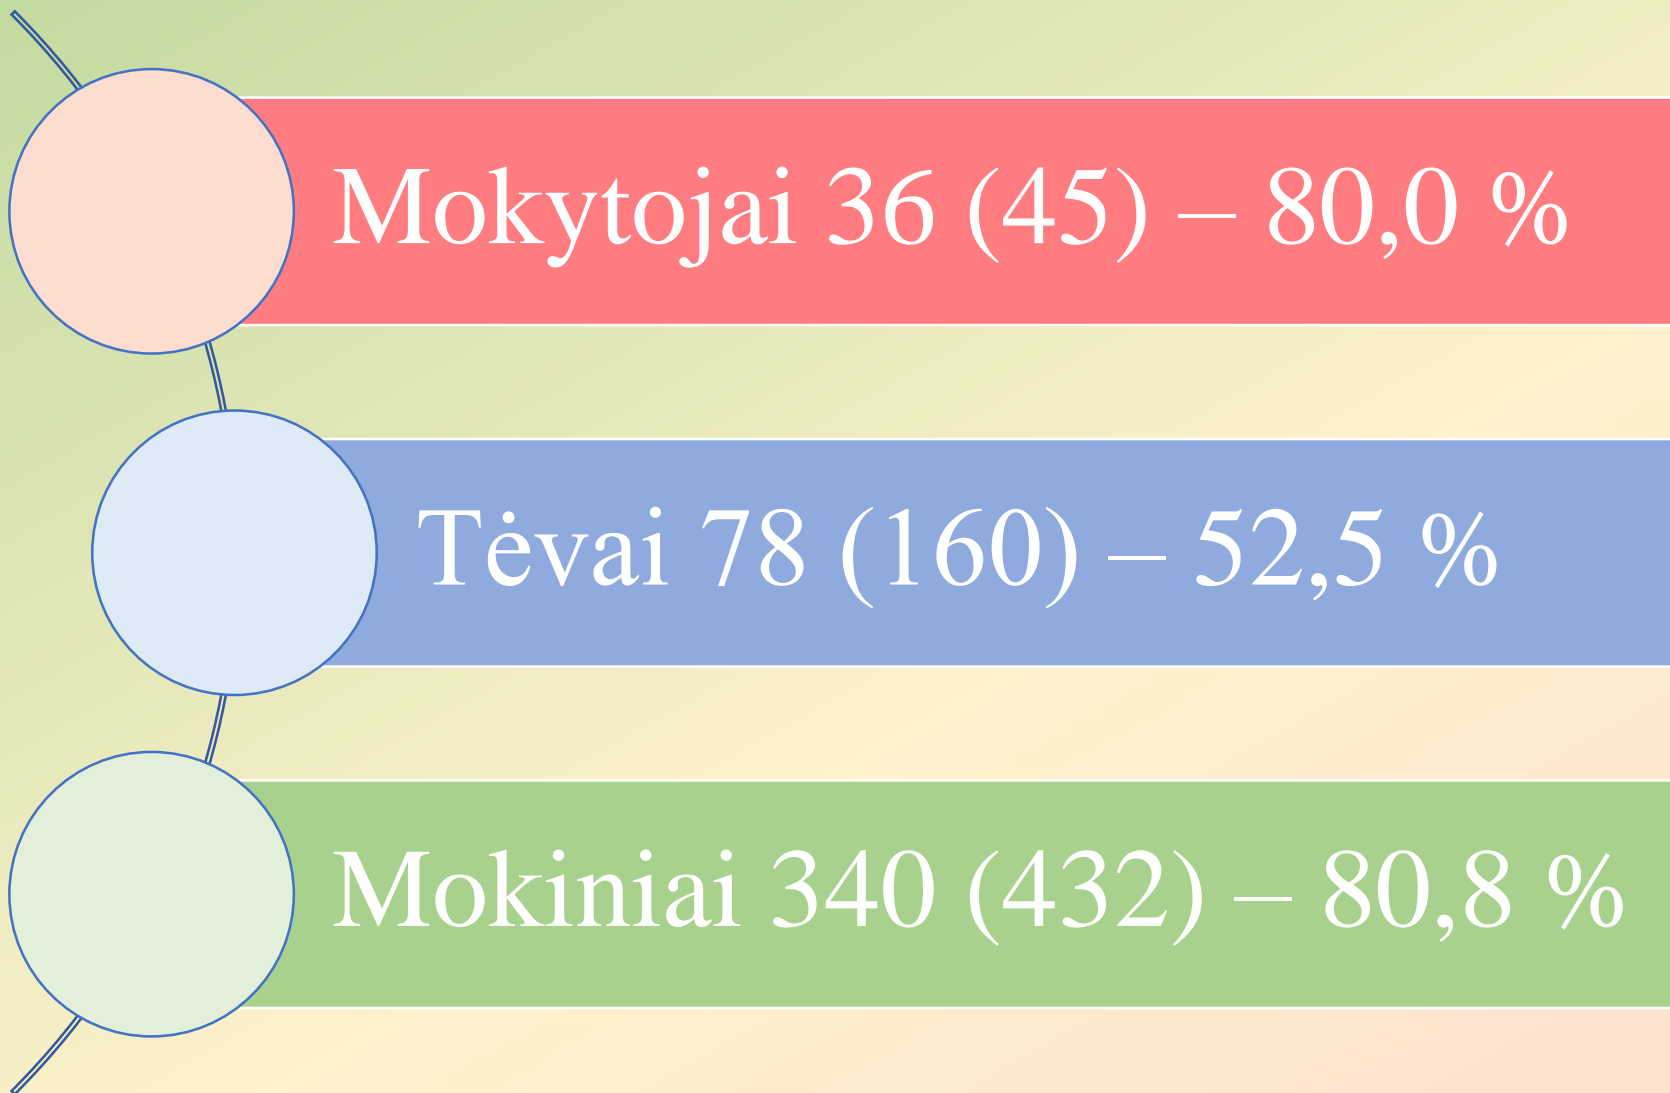 Mokytojai 36 (45) – 80,0 %
Tėvai 78 (160) – 52,5 %
Mokiniai 340 (432) – 80,8 %